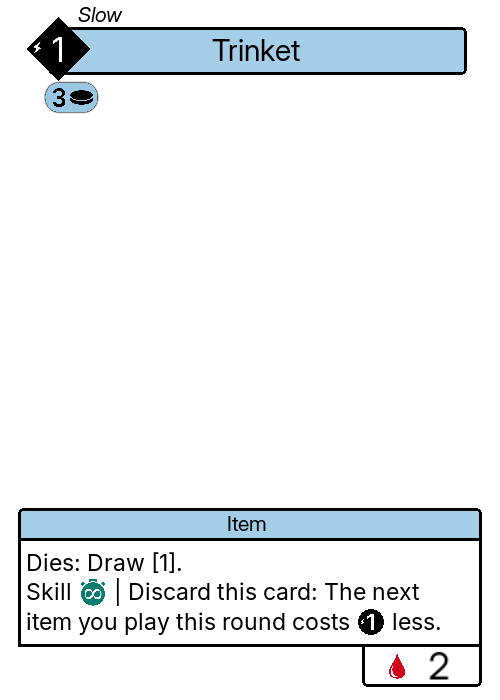 Slow
1 Trinket
3
Item
Dies: Draw [1].
Skill | Discard this card: The next
item you play this round costs 1 less.
2